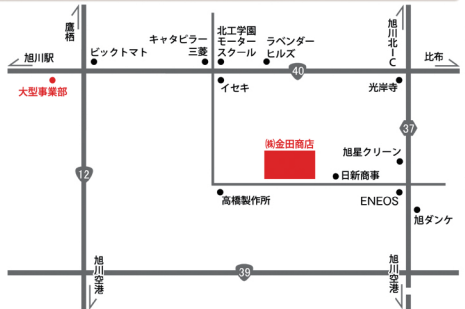 鷹栖
旭川駅
ビックトマト
キャタピラー
三菱
北工学園
モーター
スクール
ラベンダー
ヒルズ
旭川北IC
比布
大型事業部
イセキ
40
光岸寺
37
㈱金田商店
旭星クリーン
12
日新商事
高橋製作所
ENEOS
旭ダンケ
旭川空港
39
旭川空港